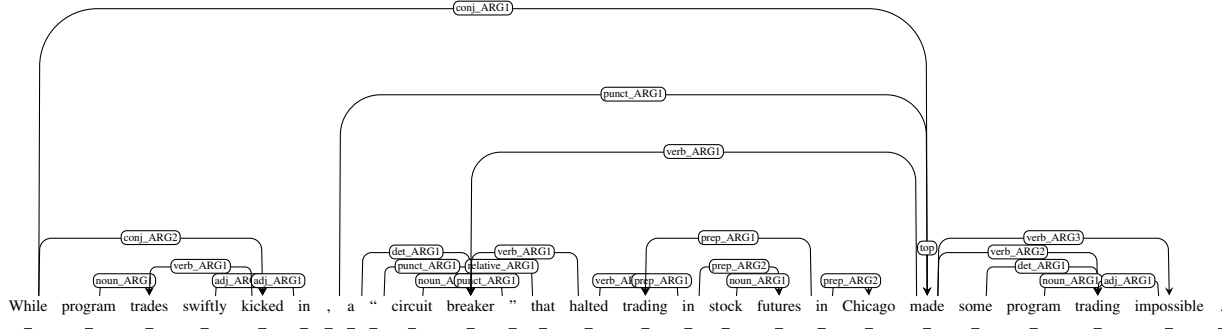 conj_ARG1
punct_ARG1
verb_ARG1
conj_ARG2 prep_ARG1 top verb_ARG3
det_ARG1 verb_ARG1 verb_ARG2
verb_ARG1 punct_ARG1 relative_ARG1 prep_ARG2 det_ARG1
noun_ARG1 adj_ARG1 punct_ARG1 prep_ARG1 noun_ARG1 prep_ARG2 noun_ARG1 adj_ARG1
While program trades swiftly kicked in , a “ circuit breaker ” that halted trading in stock futures in Chicago made some program trading impossible .